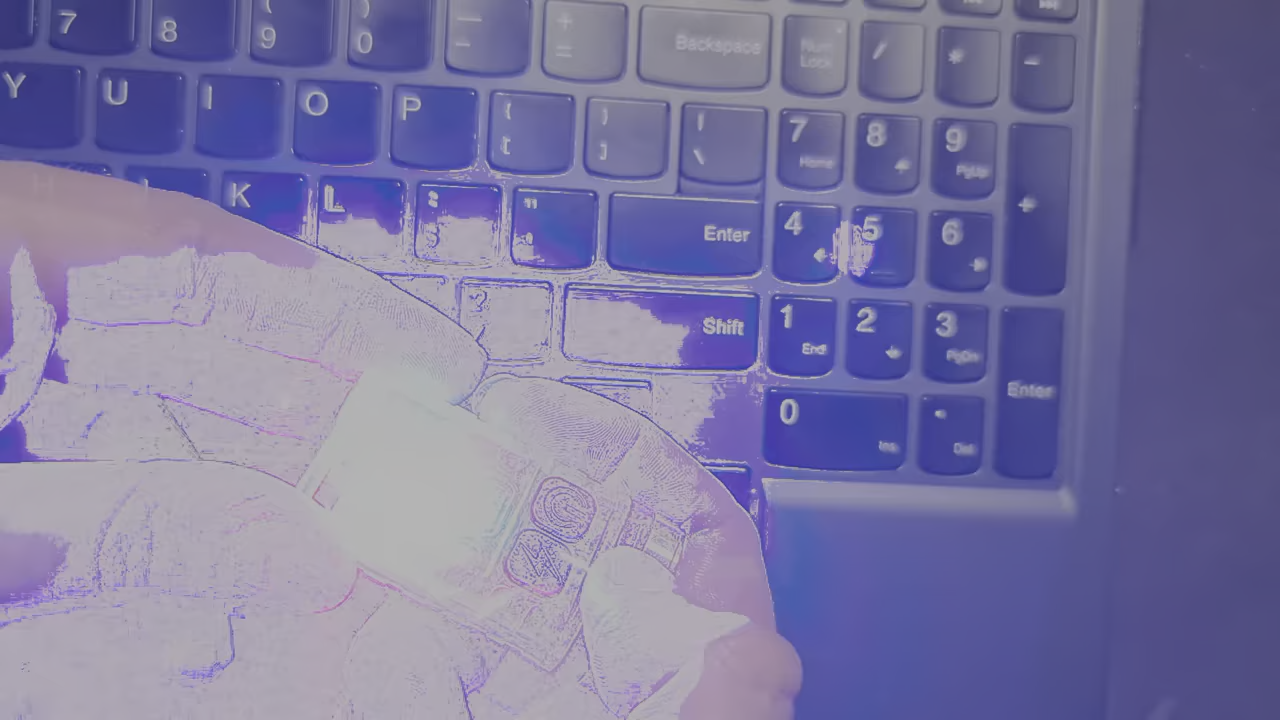 7 8 ( 9 ) 0 — + = Backspace Num Lock / * -
Y U I O P { [ } ] | \ 7 Home 8 9 PgUp +
H K L : ; " Enter 4 5 6
? / Shift 1 End 2 3 PgDn Enter
0 Ins . Del